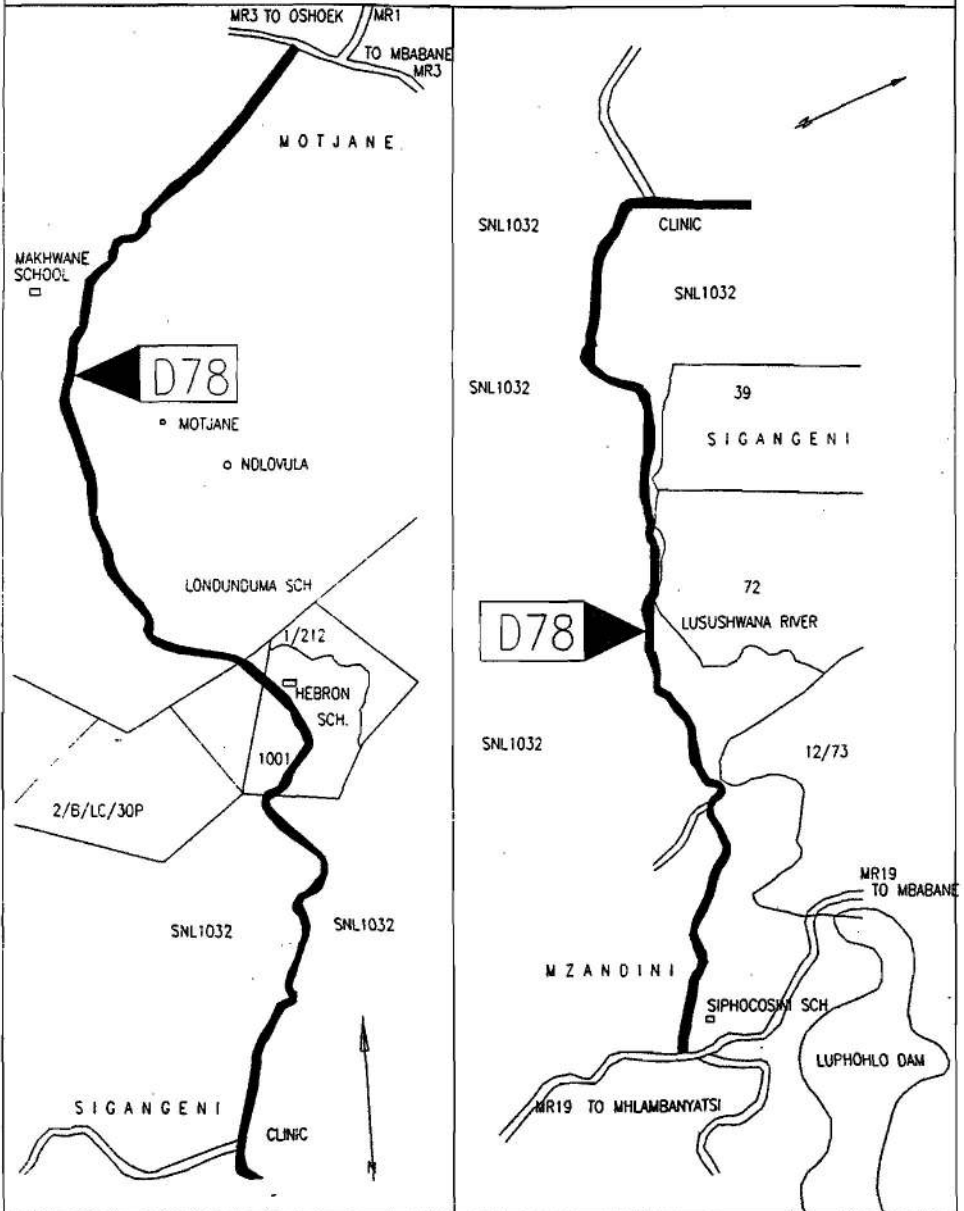 MR3 TO OSHOEK
MR1
TO MBABANE
MR3
MOTJANE
MAKHWANE
SCHOOL
D78
MOTJANE
NDLOVULA
LONDUNDUMA SCH
1/212
HEBRON
SCH.
1001
2/B/LC/30P
SNL1032
SNL1032
SIGANGENI
CLINIC
N
SNL1032
CLINIC
SNL1032
SNL1032
39
SIGANGENI
72
LUSUSHWANA RIVER
D78
SNL1032
12/73
MR19
TO MBABANE
MZANDINI
SIPHOCOSINI SCH
LUPHOHLO DAM
MR19 TO MHLAMBANYATSI